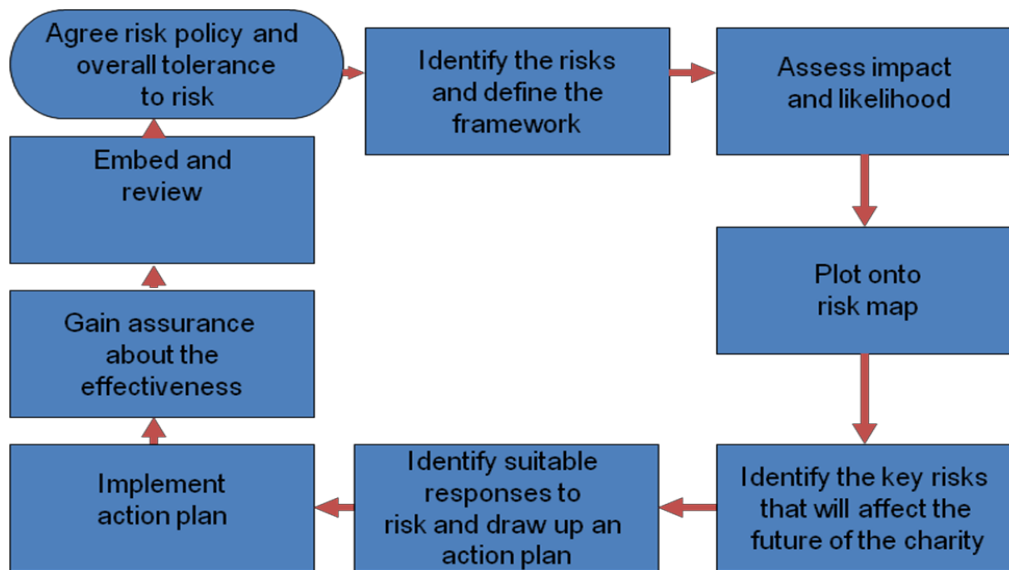 Agree risk policy and
overall tolerance
to risk
Identify the risks
and define the
framework
Assess impact
and likelihood
Plot onto
risk map
Identify the key risks
that will affect the
future of the charity
Identify suitable
responses to
risk and draw up an
action plan
Implement
action plan
Gain assurance
about the
effectiveness
Embed and
review